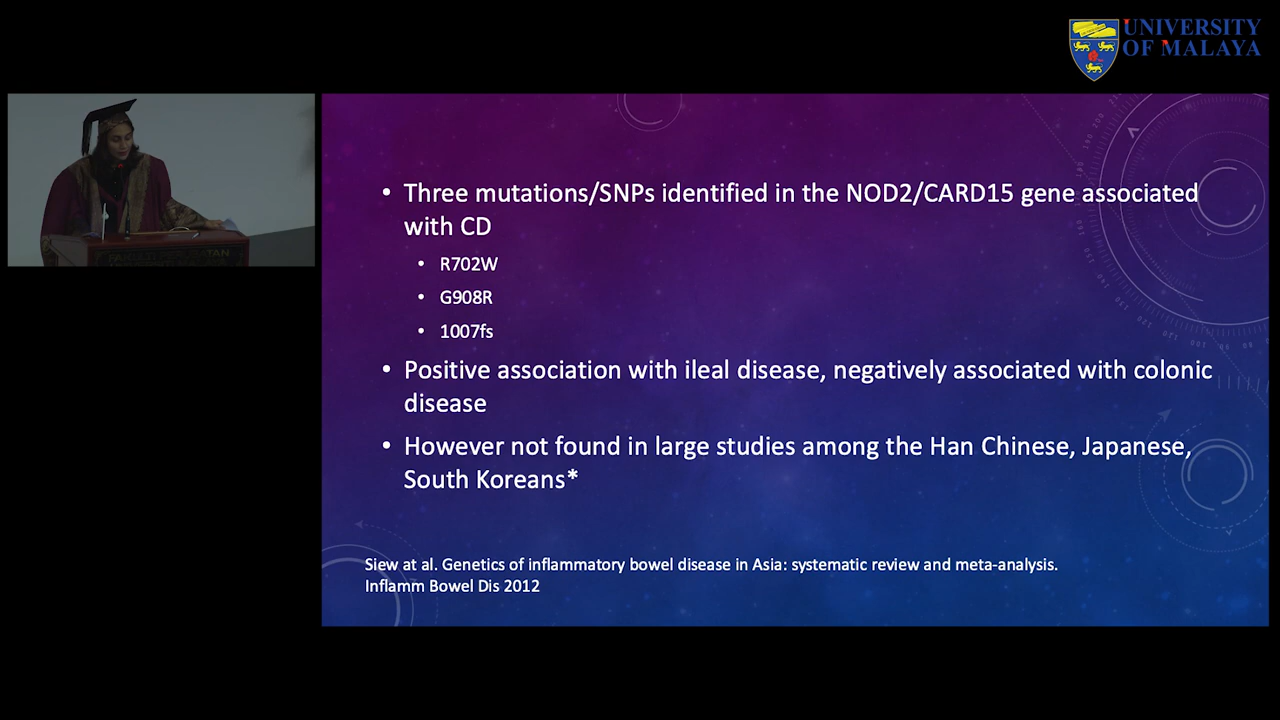 UNIVERSITY
OF MALAYA
• Three mutations/SNPs identified in the NOD2/CARD15 gene associated
with CD
• R702W
• G908R
• 1007fs
• Positive association with ileal disease, negatively associated with colonic
disease
• However not found in large studies among the Han Chinese, Japanese,
South Koreans*
Siew at al. Genetics of inflammatory bowel disease in Asia: systematic review and meta-analysis.
Inflamm Bowel Dis 2012